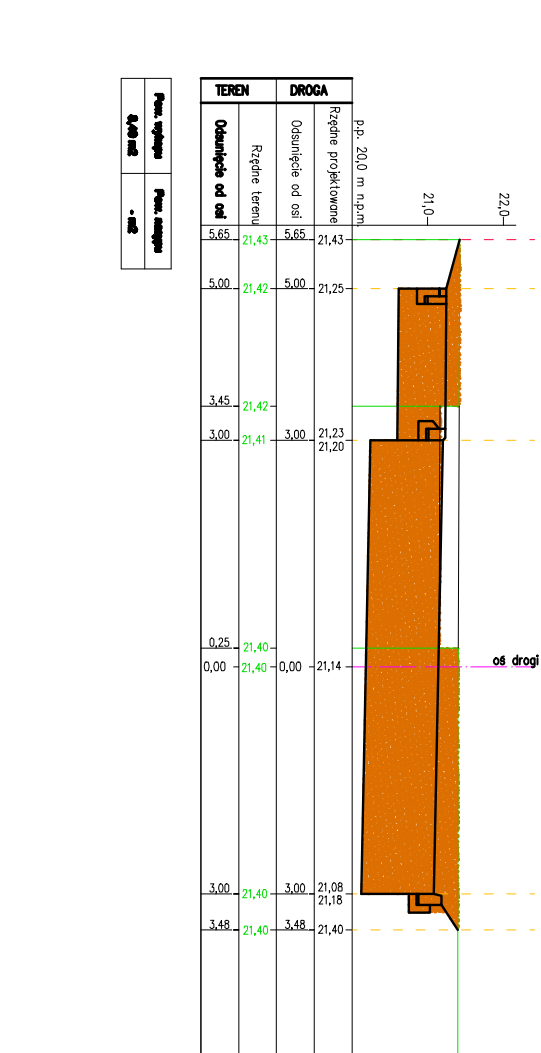 TEREN
DROGA
Odsunięcie od osi
Rzędne terenu
Odsunięcie od osi
Rzędne projektowane
p.p. 20,0 m n.p.m.
21,0
22,0
Pow. wykopu
Pow. nasypu
- m2
5,65 21,43 5,65 21,43
5,00 21,42 5,00 21,25
3,45 21,42
3,00 21,41 3,00 21,23
21,20
0,25 21,40
0,00 21,40 0,00 21,14
oś drogi
3,00 21,40 3,00 21,08
21,18
3,48 21,40 3,48 21,40